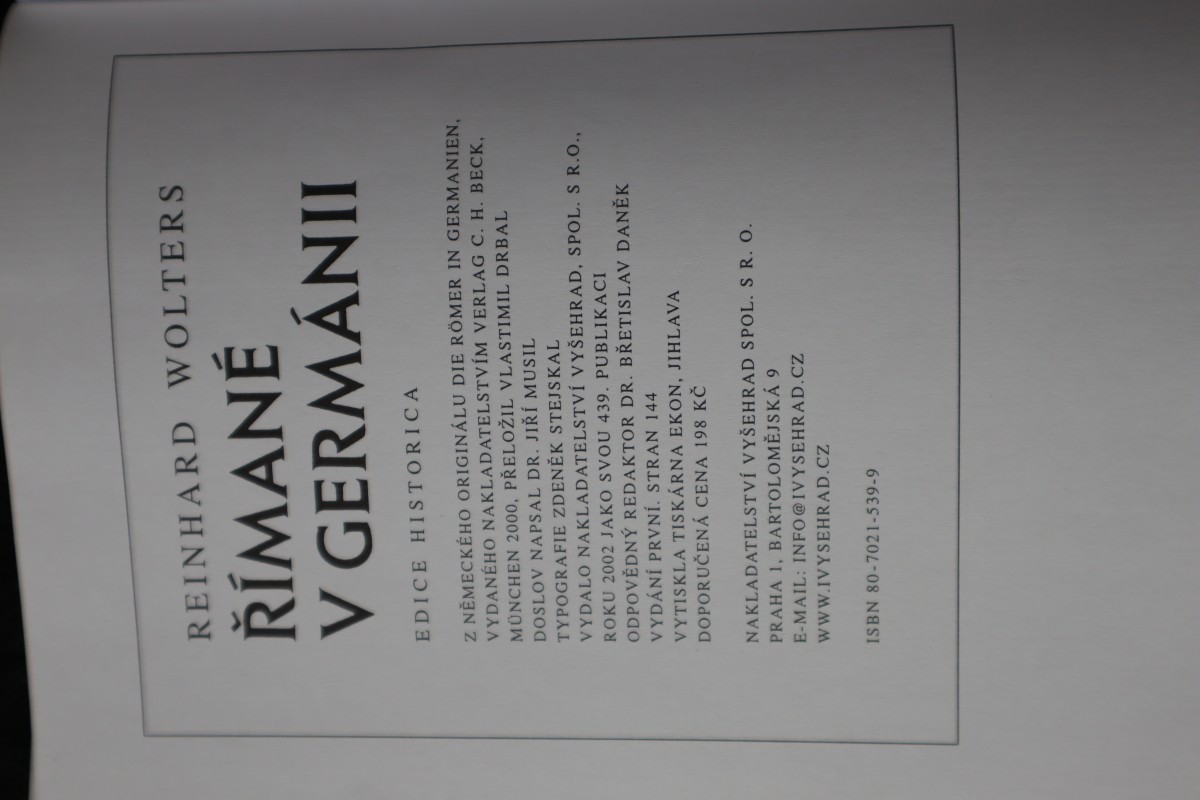 REINHARD WOLTERS
ŘÍMANÉ
V GERMÁNII
EDICE HISTORICA
Z NĚMECKÉHO ORIGINÁLU DIE RÖMER IN GERMANIEN,
VYDANÉHO NAKLADATELSTVÍM VERLAG C. H. BECK,
MÜNCHEN 2000, PŘELOŽIL VLASTIMIL DRBAL
DOSLOV NAPSAL DR. JIŘÍ MUSIL
TYPOGRAFIE ZDENĚK STEJSKAL
VYDALO NAKLADATELSTVÍ VYŠEHRAD, SPOL. S R.O.,
ROKU 2002 JAKO SVOU 439. PUBLIKACI
ODPOVĚDNÝ REDAKTOR DR. BŘETISLAV DANĚK
VYDÁNÍ PRVNÍ. STRAN 144
VYTISKLA TISKÁRNA EKON, JIHLAVA
DOPORUČENÁ CENA 198 KČ
NAKLADATELSTVÍ VYŠEHRAD SPOL. S R. O.
PRAHA 1, BARTOLOMĚJSKÁ 9
E-MAIL: INFO@IVYSEHRAD.CZ
WWW.IVYSEHRAD.CZ
ISBN 80-7021-539-9